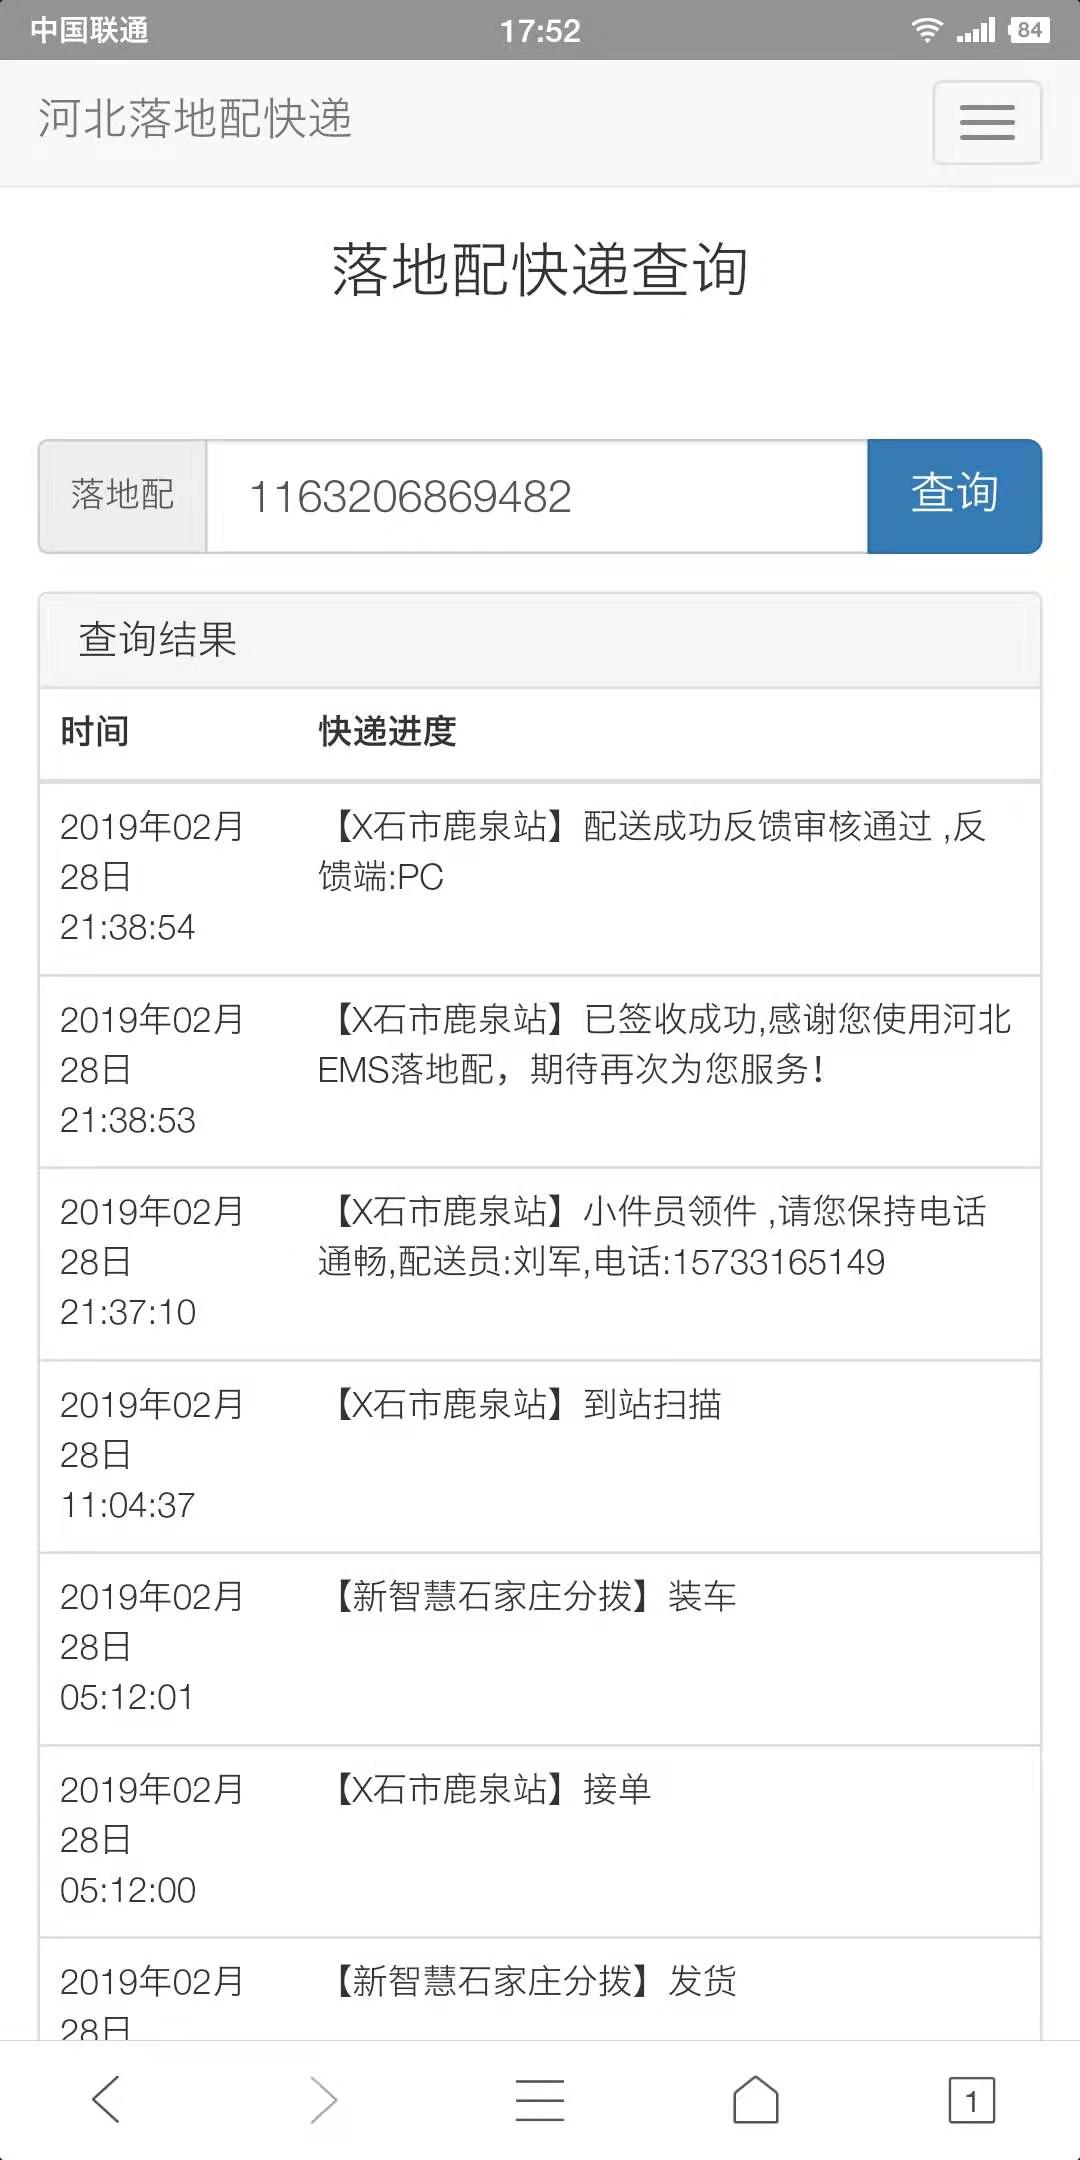 中国联通
17:52
84
河北落地配快递
落地配快递查询
落地配
1163206869482
查询
查询结果
时间 快递进度
2019年02月
28日
21:38:54
【X石市鹿泉站】配送成功反馈审核通过 ,反
馈端:PC
2019年02月
28日
21:38:53
【X石市鹿泉站】已签收成功,感谢您使用河北
EMS落地配，期待再次为您服务！
2019年02月
28日
21:37:10
【X石市鹿泉站】小件员领件 ,请您保持电话
通畅,配送员:刘军,电话:15733165149
2019年02月
28日
11:04:37
【X石市鹿泉站】到站扫描
2019年02月
28日
05:12:01
【新智慧石家庄分拨】装车
2019年02月
28日
05:12:00
【X石市鹿泉站】接单
2019年02月
28日
【新智慧石家庄分拨】发货
1